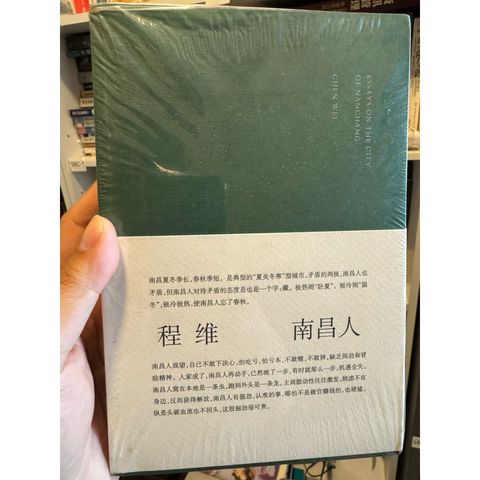 ESSAYS ON THE CITY
OF NANCHANG
CHEN WEI
南昌夏冬季长，春秋季短。是典型的“夏炎冬寒”型城市，矛盾的两极，南昌人也
矛盾，但南昌人对待矛盾的态度是也是一个字：藏。极热则“卧夏”，极冷则“猫
冬”，极冷极热，使南昌人忘了春秋。
程维 南昌人
南昌人观望，自己不敢下决心，怕吃亏，怕亏本，不敢赌，不敢拼，缺乏闯劲和冒
险精神。人家成了，南昌人再动手，已然晚了一步，有时就那么一步，机遇全失。
南昌人窝在本地是一条虫，跑到外头是一条龙。主观能动性往往激发，顾虑不在
身边，反而获得解放，南昌人有倔劲，认准的事，哪怕不是做官赚钱的，也硬磕，
纵是头破血流也不回头，这股倔劲很可贵。
MC-1